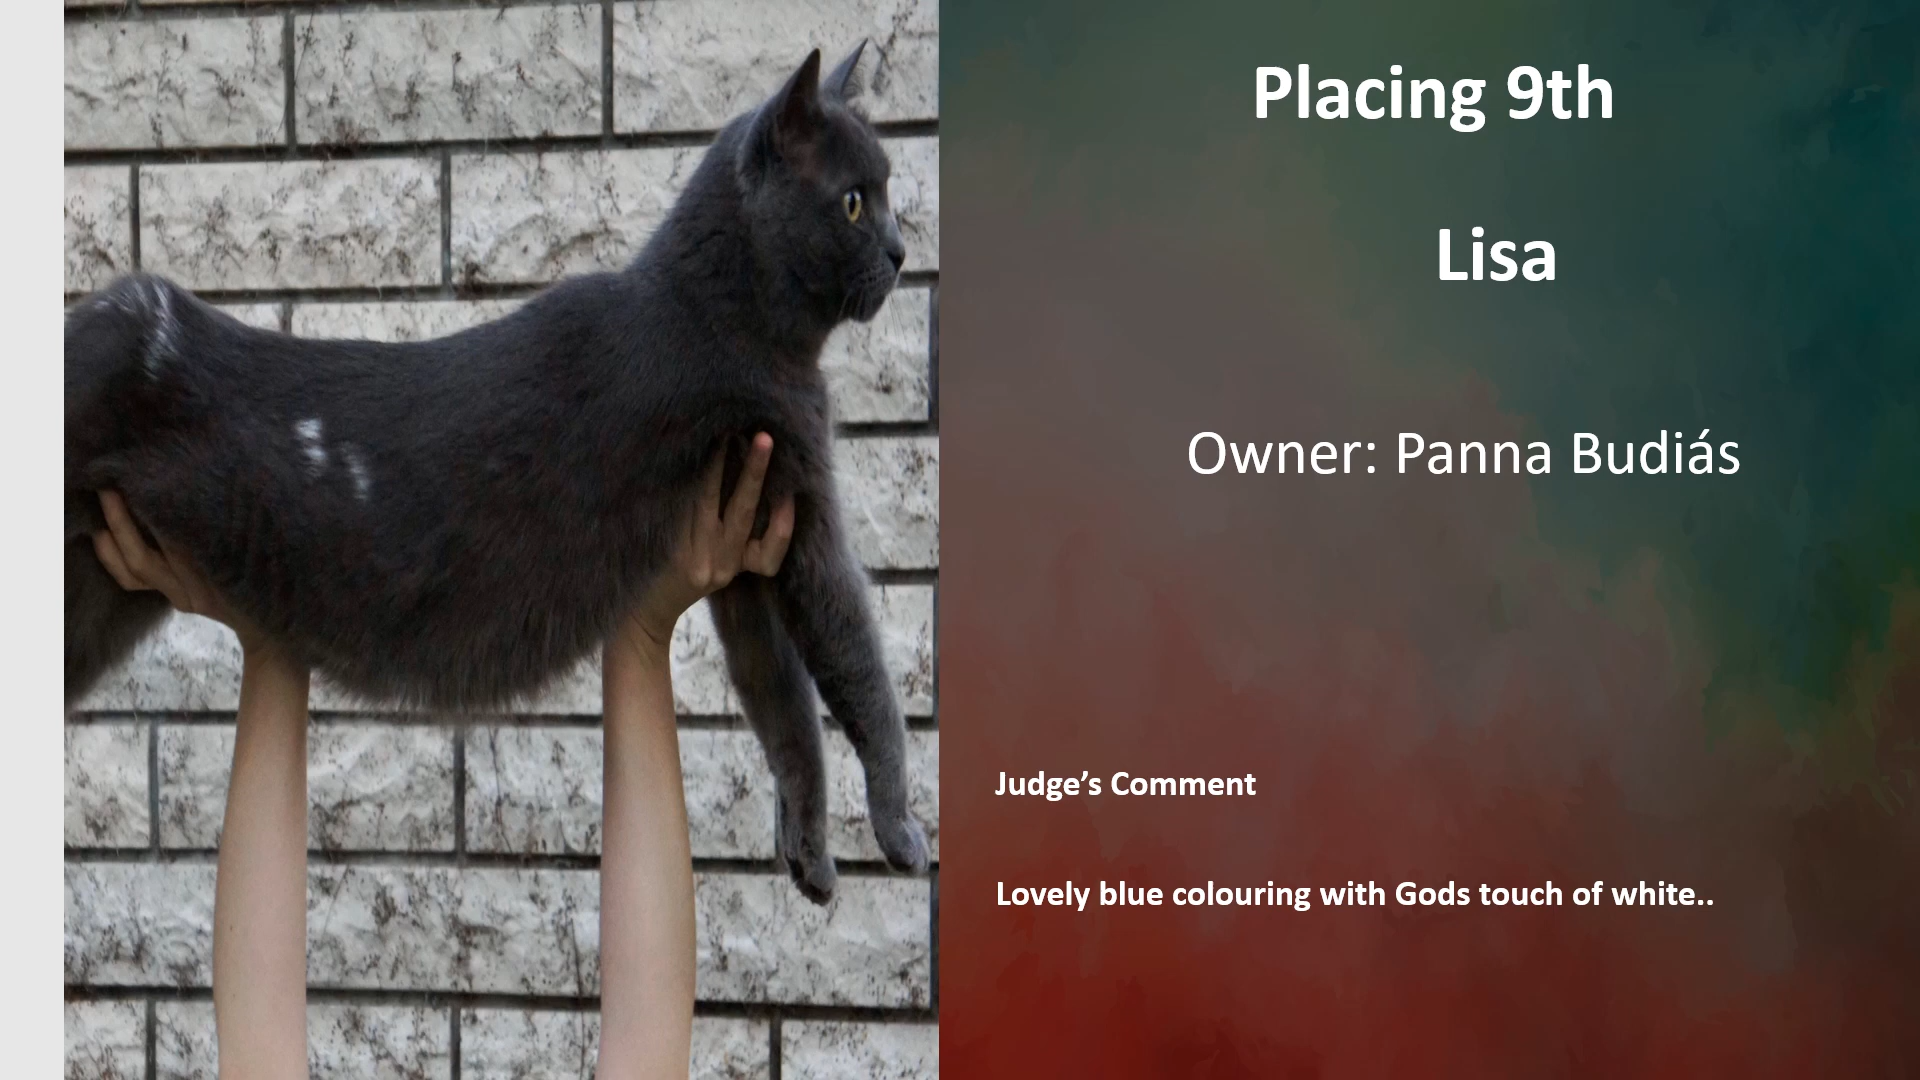 Placing 9th
Lisa
Owner: Panna Budiás
Judge’s Comment
Lovely blue colouring with Gods touch of white..